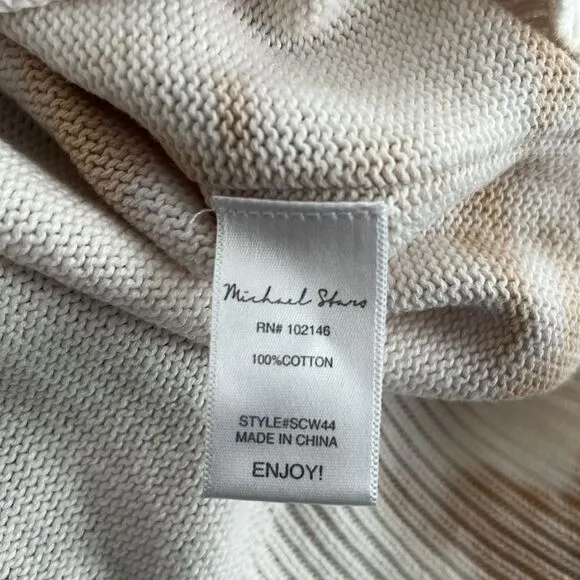 Michael Stars
RN# 102146
100%COTTON
STYLE#SCW44
MADE IN CHINA
ENJOY!